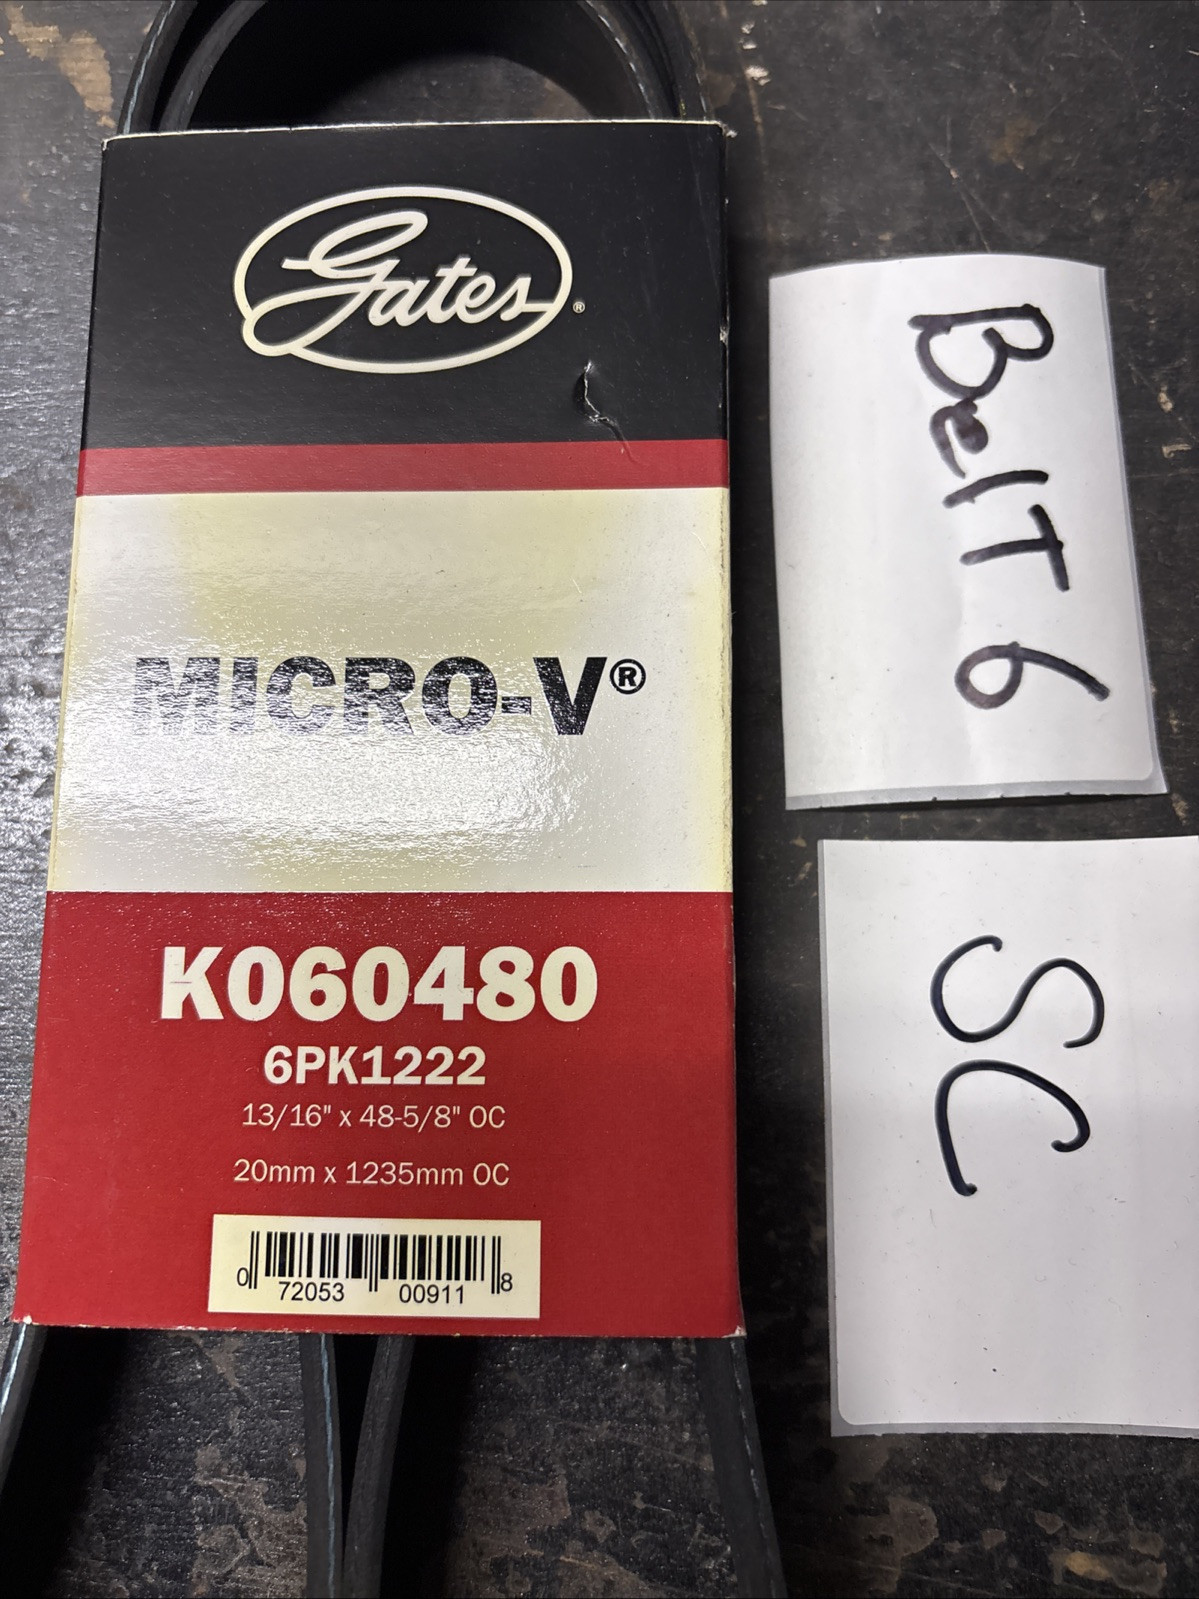 Gates®
MICRO-V®
K060480
6PK1222
13/16" x 48-5/8" OC
20mm x 1235mm OC
0 72053 00911 8
BelT 6
SC